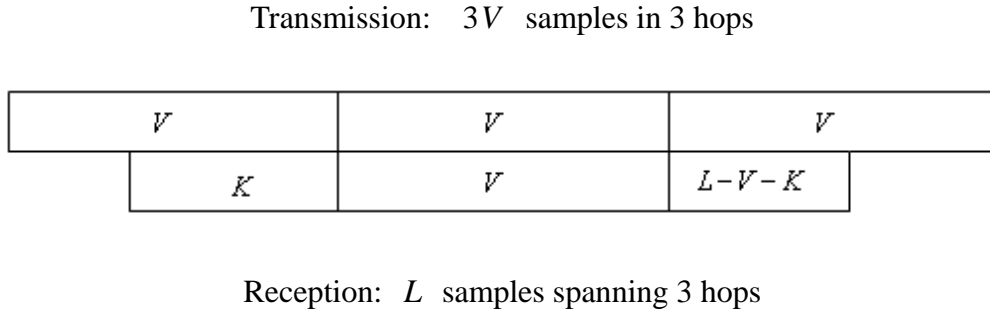 Transmission: 3V samples in 3 hops
V V V
K V L-V-K
Reception: L samples spanning 3 hops